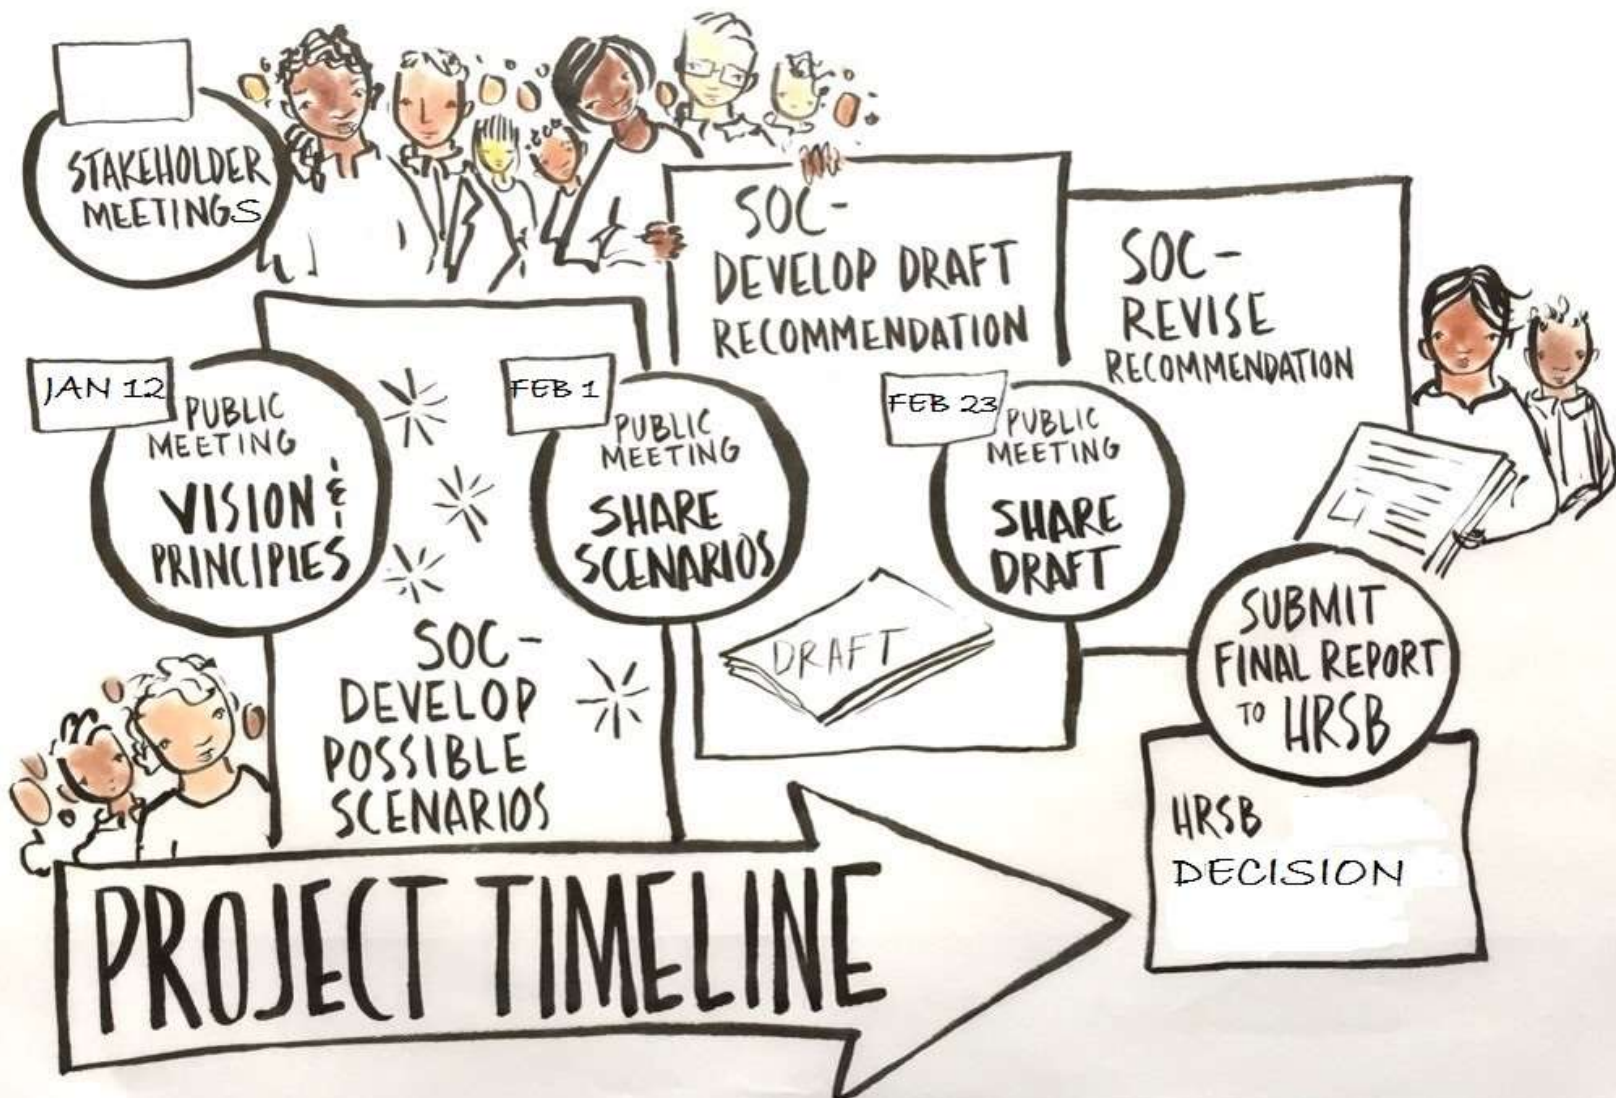 STAKEHOLDER
MEETINGS
JAN 12
PUBLIC
MEETING
VISION &
PRINCIPLES
SOC-
DEVELOP
POSSIBLE
SCENARIOS
FEB 1
PUBLIC
MEETING
SHARE
SCENARIOS
SOC-
DEVELOP DRAFT
RECOMMENDATION
DRAFT
FEB 23
PUBLIC
MEETING
SHARE
DRAFT
SOC-
REVISE
RECOMMENDATION
SUBMIT
FINAL REPORT
TO HRSB
HRSB
DECISION
PROJECT TIMELINE